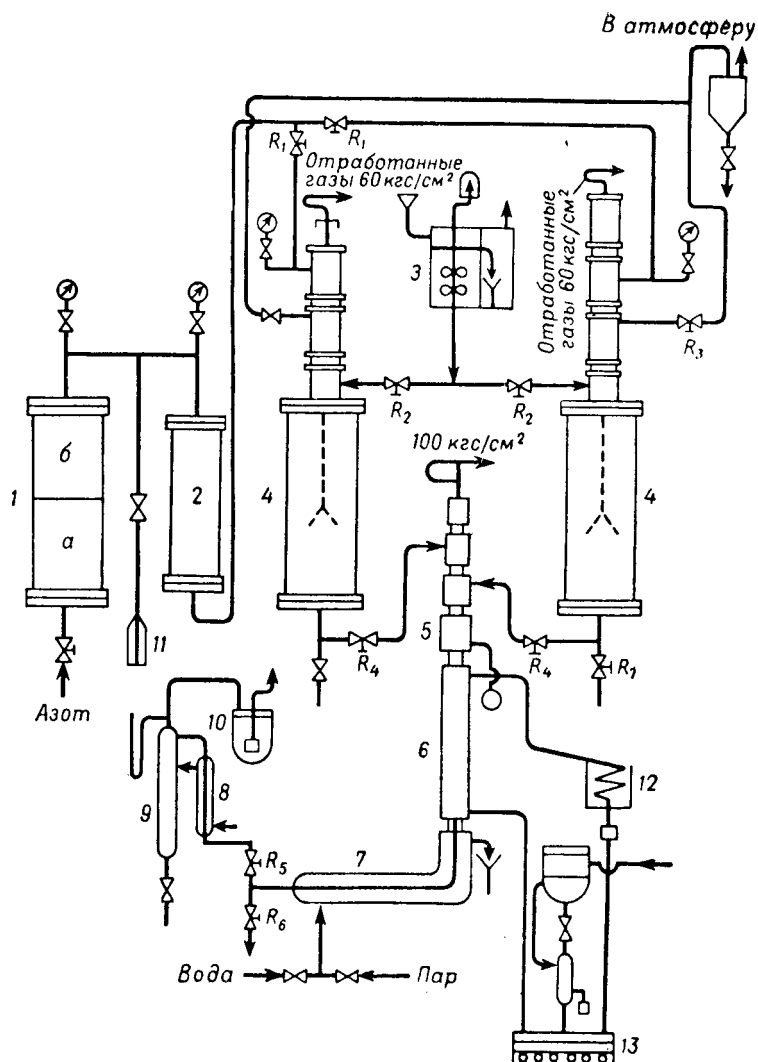 В атмосферу
R₁
R₁
Отработанные
газы 60 кгс/см²
Отработанные
газы 60 кгс/см²
3
R₃
R₂
R₂
100 кгс/см²
1
б
а
2
4
4
11
5
R₄
R₄
R₇
Азот
10
6
12
9
8
7
R₅
R₆
Вода
Пар
13